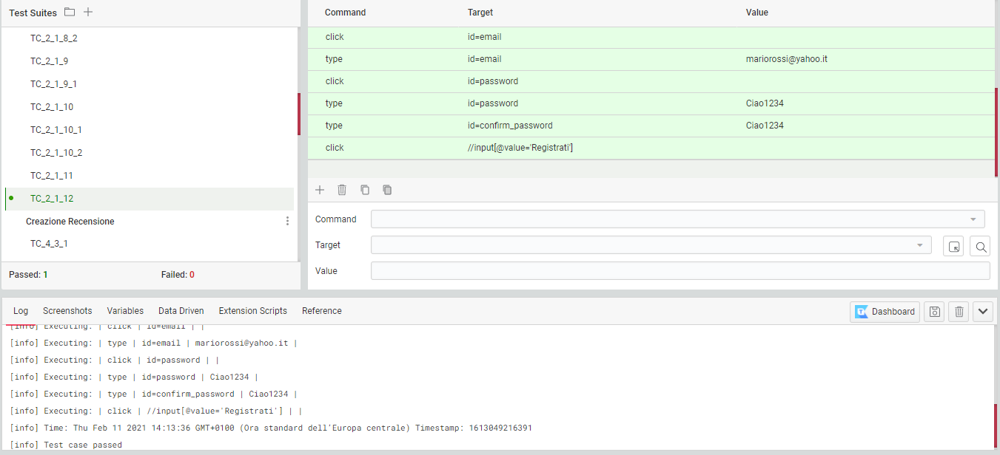 Test Suites
TC_2_1_8_2
TC_2_1_9
TC_2_1_9_1
TC_2_1_10
TC_2_1_10_1
TC_2_1_10_2
TC_2_1_11
TC_2_1_12
Creazione Recensione
TC_4_3_1
Passed: 1 Failed: 0
Command Target Value
click id=email
type id=email mariorossi@yahoo.it
click id=password
type id=password Ciao1234
type id=confirm_password Ciao1234
click //input[@value='Registrati']
Command
Target
Value
Log Screenshots Variables Data Driven Extension Scripts Reference Dashboard
[info] Executing: | click | id=email | |
[info] Executing: | type | id=email | mariorossi@yahoo.it |
[info] Executing: | click | id=password | |
[info] Executing: | type | id=password | Ciao1234 |
[info] Executing: | type | id=confirm_password | Ciao1234 |
[info] Executing: | click | //input[@value='Registrati'] | |
[info] Time: Thu Feb 11 2021 14:13:36 GMT+0100 (Ora standard dell’Europa centrale) Timestamp: 1613049216391
[info] Test case passed